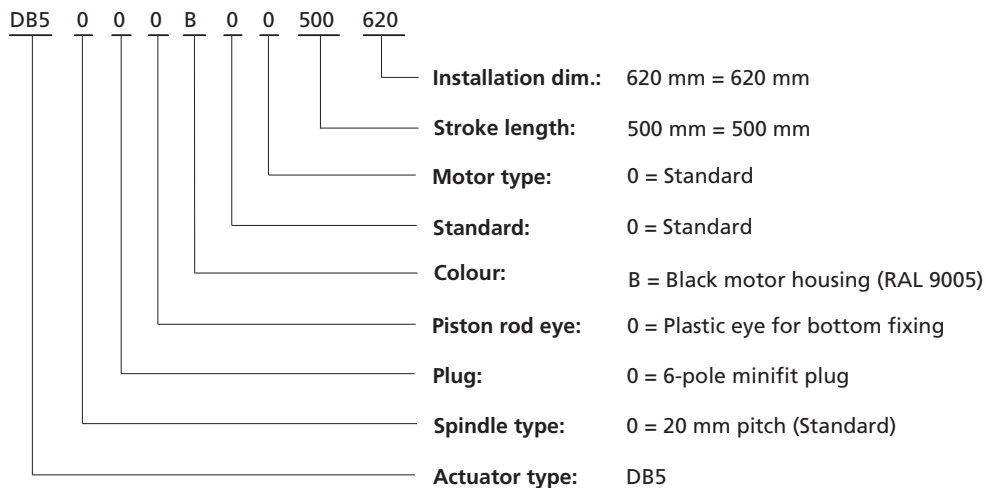 DB5 0 0 0 B 0 0 500 620
Installation dim.: 620 mm = 620 mm
Stroke length: 500 mm = 500 mm
Motor type: 0 = Standard
Standard: 0 = Standard
Colour: B = Black motor housing (RAL 9005)
Piston rod eye: 0 = Plastic eye for bottom fixing
Plug: 0 = 6-pole minifit plug
Spindle type: 0 = 20 mm pitch (Standard)
Actuator type: DB5